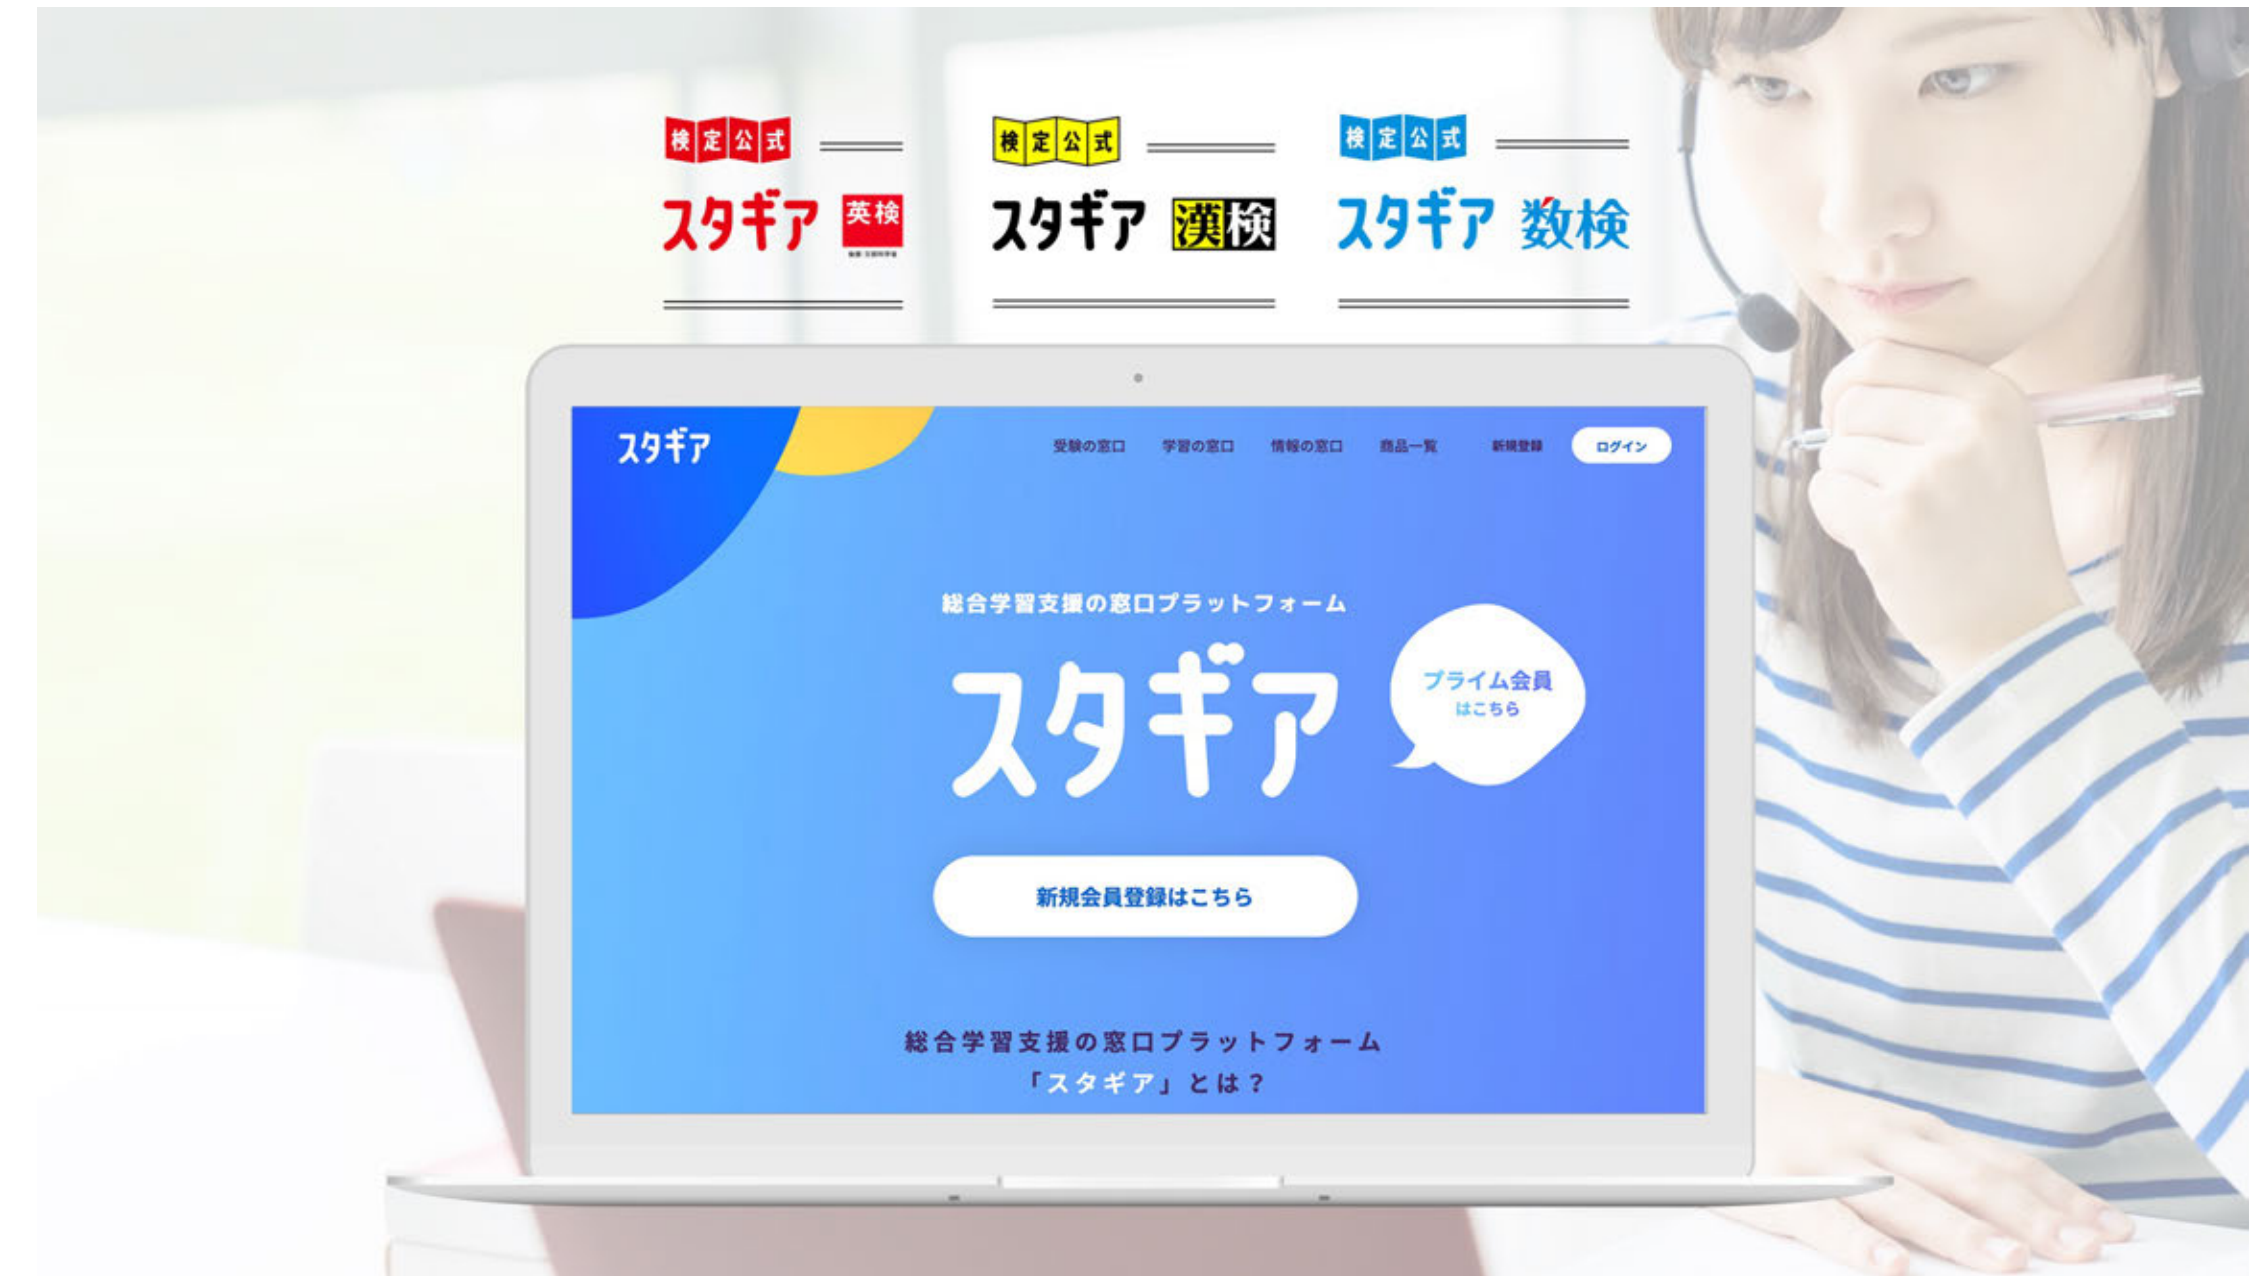 検定公式
スタギア 英検
検定公式
スタギア 漢検
検定公式
スタギア 数検
スタギア
受験の窓口 学習の窓口 情報の窓口 商品一覧 新規登録 ログイン
総合学習支援の窓口プラットフォーム
スタギア
プライム会員
はこちら
新規会員登録はこちら
総合学習支援の窓口プラットフォーム
「スタギア」とは？